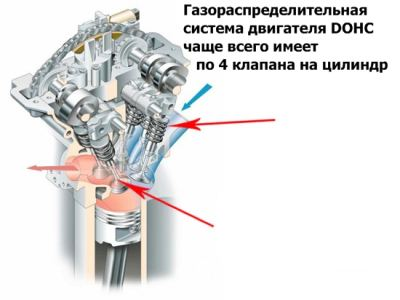 Газораспределительная
система двигателя DOHC
чаще всего имеет
по 4 клапана на цилиндр